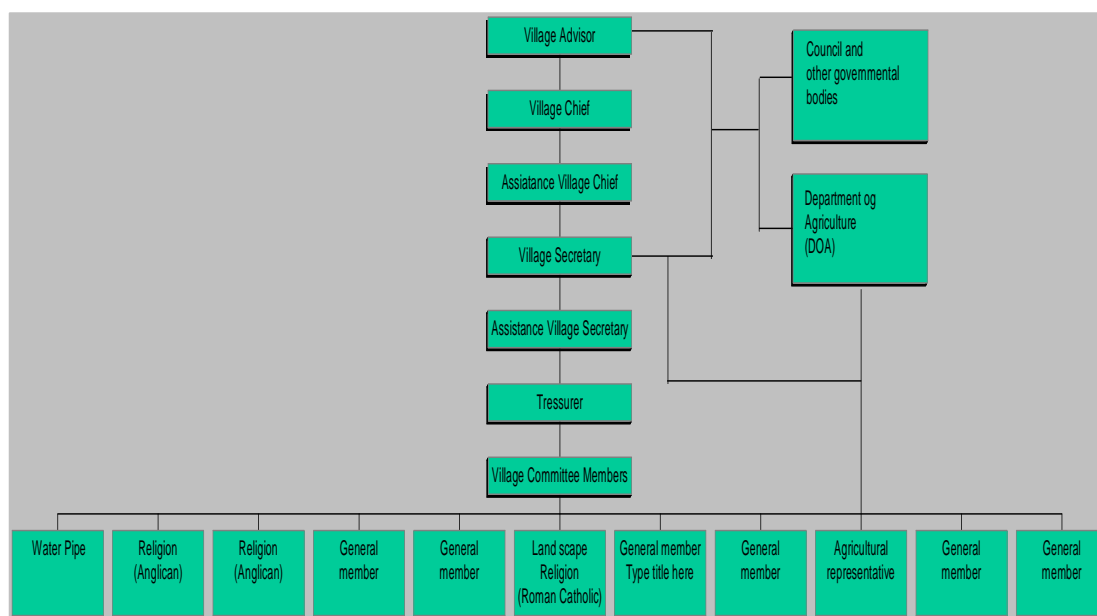 Village Advisor
Council and
other governmental
bodies
Village Chief
Assiatance Village Chief
Department og
Agriculture
(DOA)
Village Secretary
Assistance Village Secretary
Tressurer
Village Committee Members
Water Pipe
Religion
(Anglican)
Religion
(Anglican)
General
member
General
member
Land scape
Religion
(Roman Catholic)
General member
Type title here
General
member
Agricultural
representative
General
member
General
member